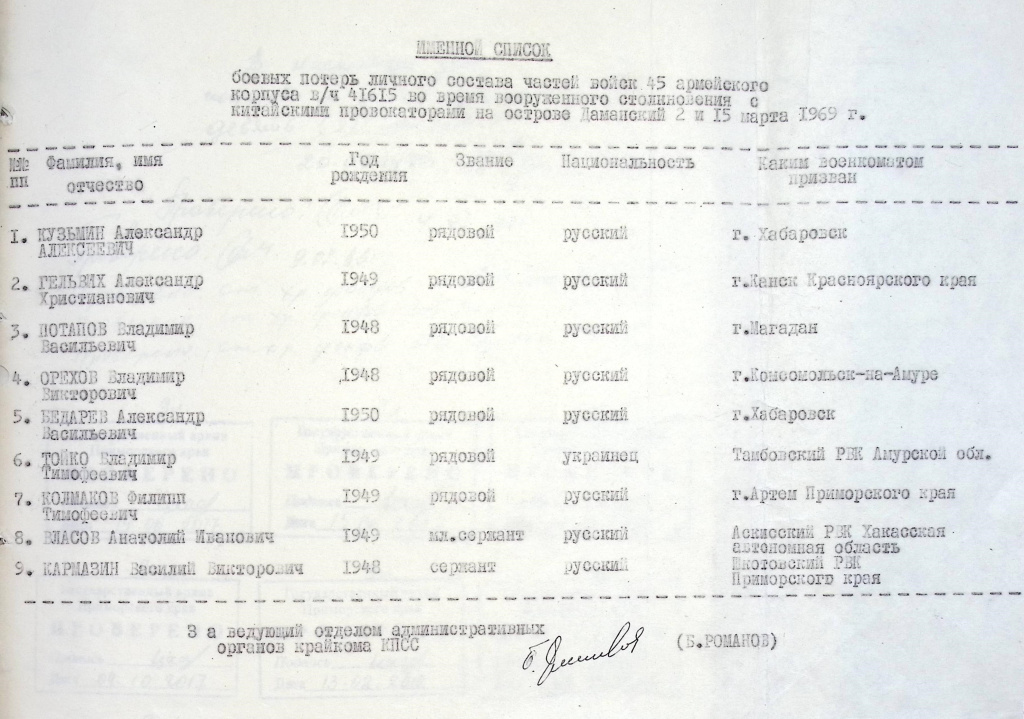 ИМЕННОЙ СПИСОК
боевых потерь личного состава частей войск 45 армейского
корпуса в/ч 41615 во время вооруженного столкновения с
китайскими провокаторами на острове Даманский 2 и 15 марта 1969 г.
№№ пп Фамилия, имя отчество Год рождения Звание Национальность Каким военкоматом призван
1. КУЗЬМИН Александр 1950 рядовой русский г. Хабаровск
АЛЕКСЕЕВИЧ
2. ГЕЛЬВИХ Александр 1949 рядовой русский г.Канск Красноярского края
Христианович
3. ПОТАПОВ Владимир 1948 рядовой русский г.Магадан
Васильевич
4. ОРЕХОВ Владимир 1948 рядовой русский г.Комсомольск-на-Амуре
Викторович
5. БЕДАРЕВ Александр 1950 рядовой русский г.Хабаровск
Васильевич
6. ТОЙКО Владимир 1949 рядовой украинец Тамбовский РВК Амурской обл.
Тимофеевич
7. КОЛМАКОВ Филипп 1949 рядовой русский г.Артем Приморского края
Тимофеевич
8. ВЛАСОВ Анатолий Иванович 1949 мл.сержант русский Аскисский РВК Хакасская
автономная область
9. КАРМАЗИН Василий Викторович 1948 сержант русский Шкотовский РВК
Приморского края
З а ведующий отделом административных
органов крайкома КПСС (Б.РОМАНОВ)